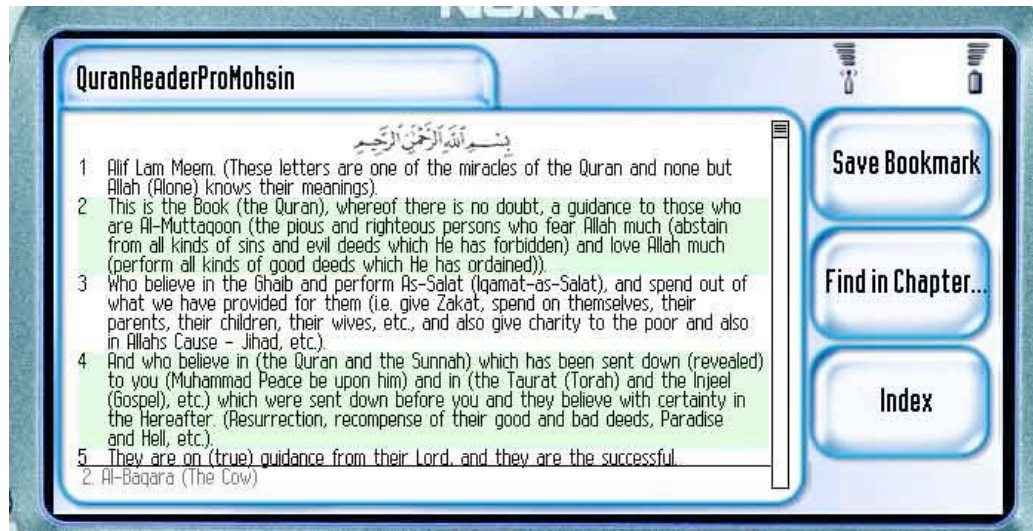 NOKIA
QuranReaderProMohsin
بِسْمِ اللَّهِ الرَّحْمَٰنِ الرَّحِيمِ
1 Alif Lam Meem. (These letters are one of the miracles of the Quran and none but
Allah (Alone) knows their meanings).
2 This is the Book (the Quran), whereof there is no doubt, a guidance to those who
are Al-Muttaqoon (the pious and righteous persons who fear Allah much (abstain
from all kinds of sins and evil deeds which He has forbidden) and love Allah much
(perform all kinds of good deeds which He has ordained)).
3 Who believe in the Ghaib and perform As-Salat (Iqamat-as-Salat), and spend out of
what we have provided for them (i.e. give Zakat, spend on themselves, their
parents, their children, their wives, etc., and also give charity to the poor and also
in Allahs Cause - Jihad, etc.).
4 And who believe in (the Quran and the Sunnah) which has been sent down (revealed)
to you (Muhammad Peace be upon him) and in (the Taurat (Torah) and the Injeel
(Gospel), etc.) which were sent down before you and they believe with certainty in
the Hereafter. (Resurrection, recompense of their good and bad deeds, Paradise
and Hell, etc.).
5 They are on (true) guidance from their Lord, and they are the successful.
2. Al-Baqara (The Cow)
Save Bookmark
Find in Chapter...
Index